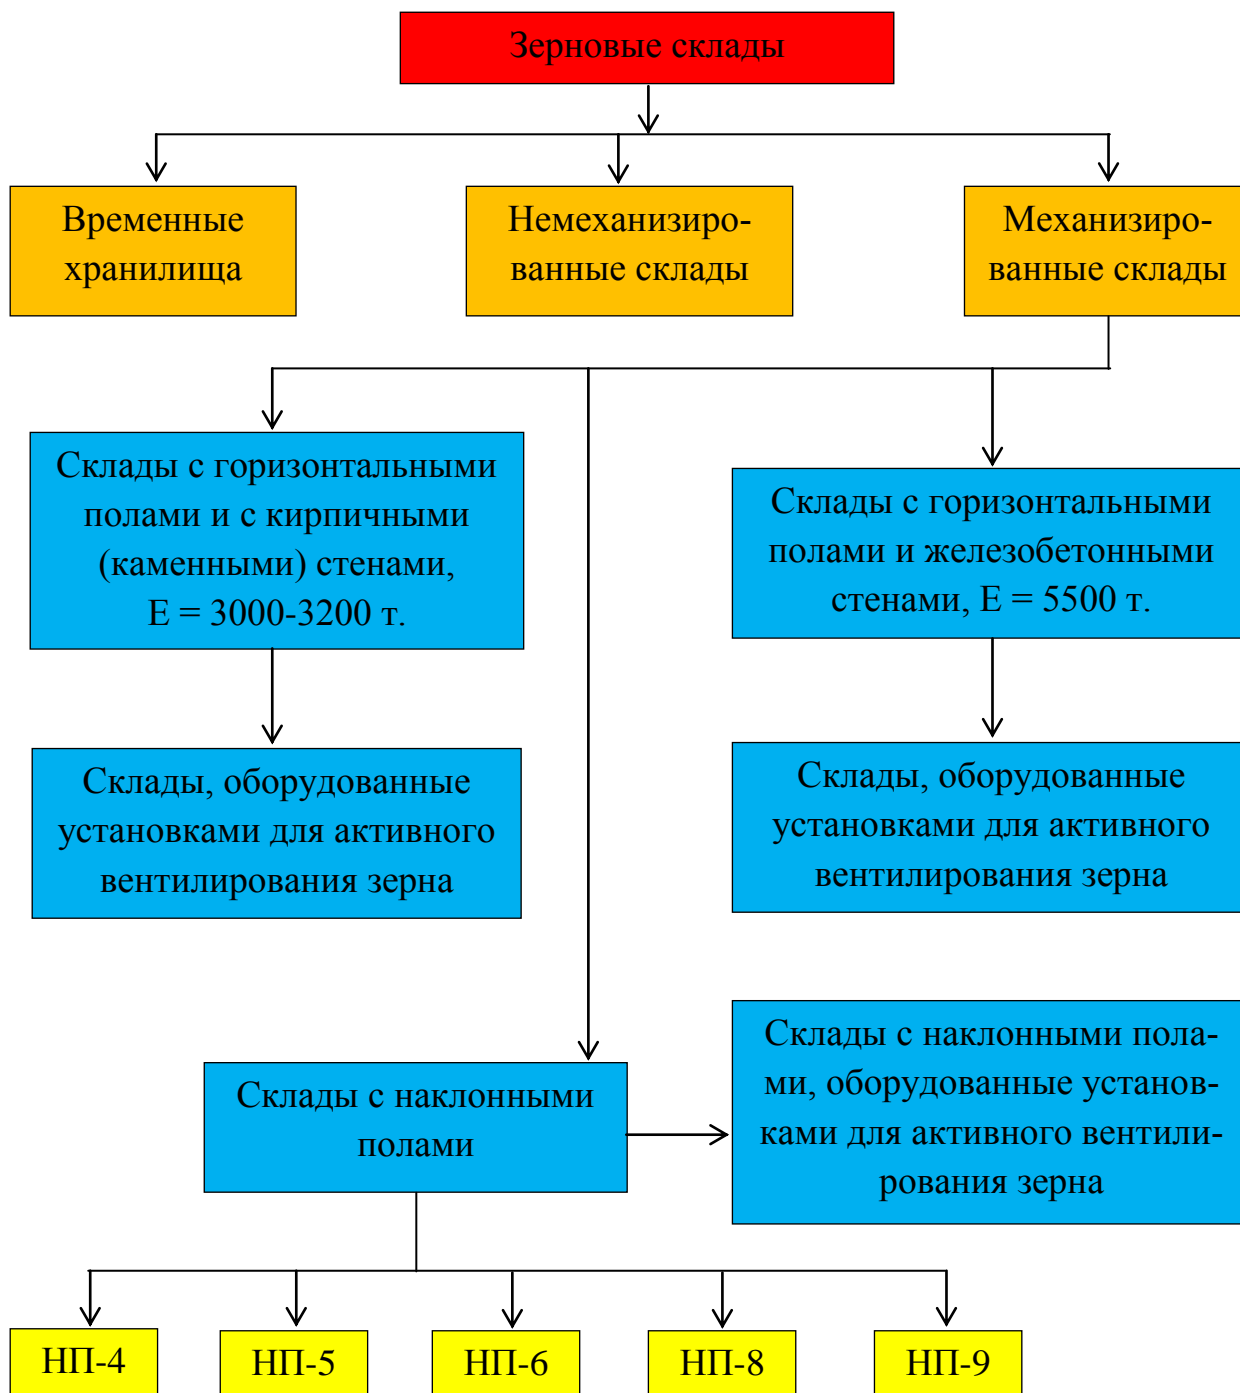 Зерновые склады
Временные
хранилища
Немеханизиро-
ванные склады
Механизиро-
ванные склады
Склады с горизонтальными
полами и с кирпичными
(каменными) стенами,
Е = 3000-3200 т.
Склады с горизонтальными
полами и железобетонными
стенами, Е = 5500 т.
Склады, оборудованные
установками для активного
вентилирования зерна
Склады, оборудованные
установками для активного
вентилирования зерна
Склады с наклонными
полами
Склады с наклонными пола-
ми, оборудованные установ-
ками для активного вентили-
рования зерна
НП-4
НП-5
НП-6
НП-8
НП-9